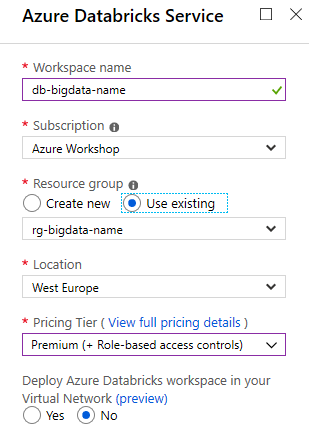 Azure Databricks Service
* Workspace name
db-bigdata-name
* Subscription
Azure Workshop
* Resource group
Create new Use existing
rg-bigdata-name
* Location
West Europe
* Pricing Tier ( View full pricing details )
Premium (+ Role-based access controls)
Deploy Azure Databricks workspace in your
Virtual Network (preview)
Yes No